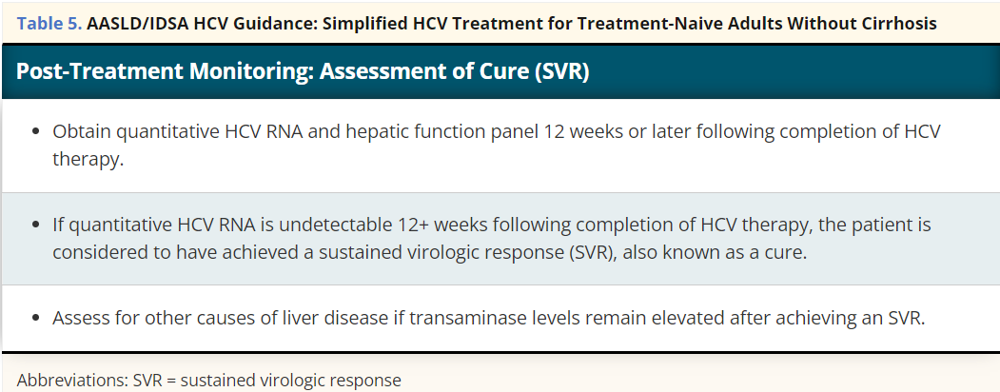 Table 5. AASLD/IDSA HCV Guidance: Simplified HCV Treatment for Treatment-Naive Adults Without Cirrhosis
Post-Treatment Monitoring: Assessment of Cure (SVR)
• Obtain quantitative HCV RNA and hepatic function panel 12 weeks or later following completion of HCV
therapy.
• If quantitative HCV RNA is undetectable 12+ weeks following completion of HCV therapy, the patient is
considered to have achieved a sustained virologic response (SVR), also known as a cure.
• Assess for other causes of liver disease if transaminase levels remain elevated after achieving an SVR.
Abbreviations: SVR = sustained virologic response